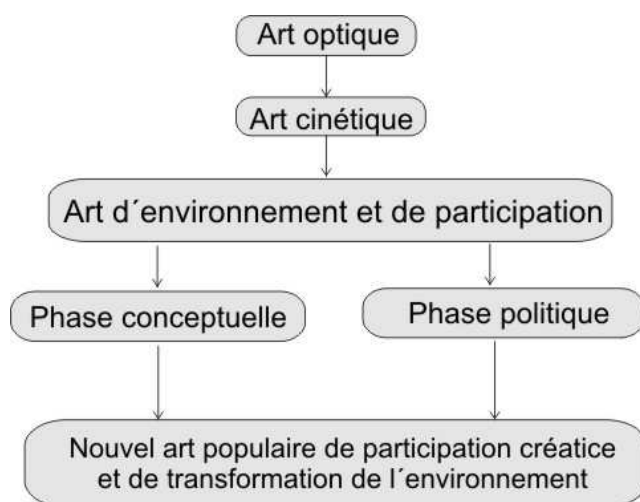 Art optique
Art cinétique
Art d´environnement et de participation
Phase conceptuelle
Phase politique
Nouvel art populaire de participation créatice
et de transformation de l´environnement